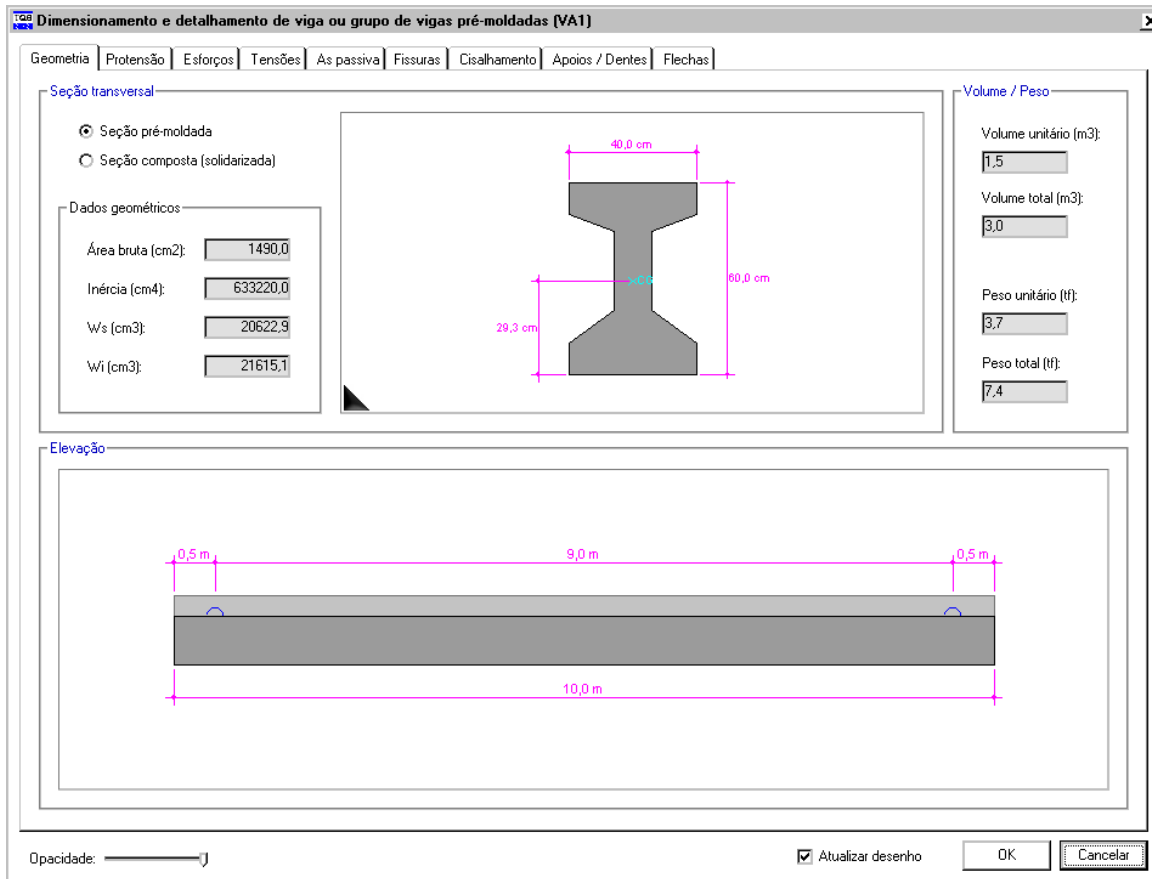 TQS Dimensionamento e detalhamento de viga ou grupo de vigas pré-moldadas (VA1)
Geometria Protensão Esforços Tensões As passiva Fissuras Cisalhamento Apoios / Dentes Flechas
Seção transversal
Seção pré-moldada
Seção composta (solidarizada)
Dados geométricos
Área bruta (cm2): 1490,0
Inércia (cm4): 633220,0
Ws (cm3): 20622,9
Wi (cm3): 21615,1
40,0 cm
CG
60,0 cm
29,3 cm
Volume / Peso
Volume unitário (m3):
1,5
Volume total (m3):
3,0
Peso unitário (tf):
3,7
Peso total (tf):
7,4
Elevação
0,5 m 9,0 m 0,5 m
10,0 m
Opacidade: Atualizar desenho OK Cancelar